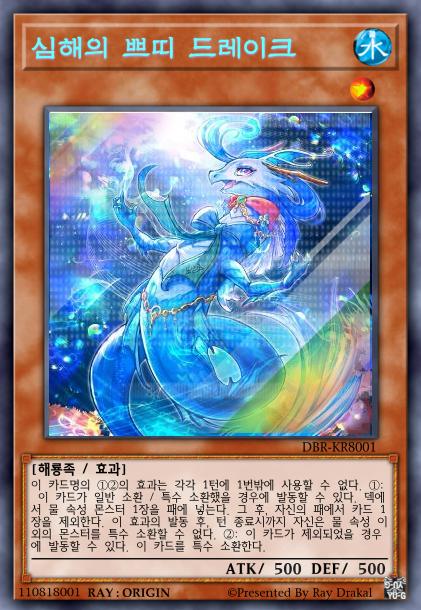 심해의 쁘띠 드레이크
水
DBR-KR8001
[해룡족 / 효과]
이 카드명의 ①②의 효과는 각각 1턴에 1번밖에 사용할 수 없다. ①:
이 카드가 일반 소환 / 특수 소환했을 경우에 발동할 수 있다. 덱에
서 물 속성 몬스터 1장을 패에 넣는다. 그 후, 자신의 패에서 카드 1
장을 제외한다. 이 효과의 발동 후, 턴 종료시까지 자신은 물 속성 이
외의 몬스터를 특수 소환할 수 없다. ②: 이 카드가 제외되었을 경우
에 발동할 수 있다. 이 카드를 특수 소환한다.
ATK/ 500 DEF/ 500
110818001 RAY : ORIGIN ©Presented By Ray Drakal